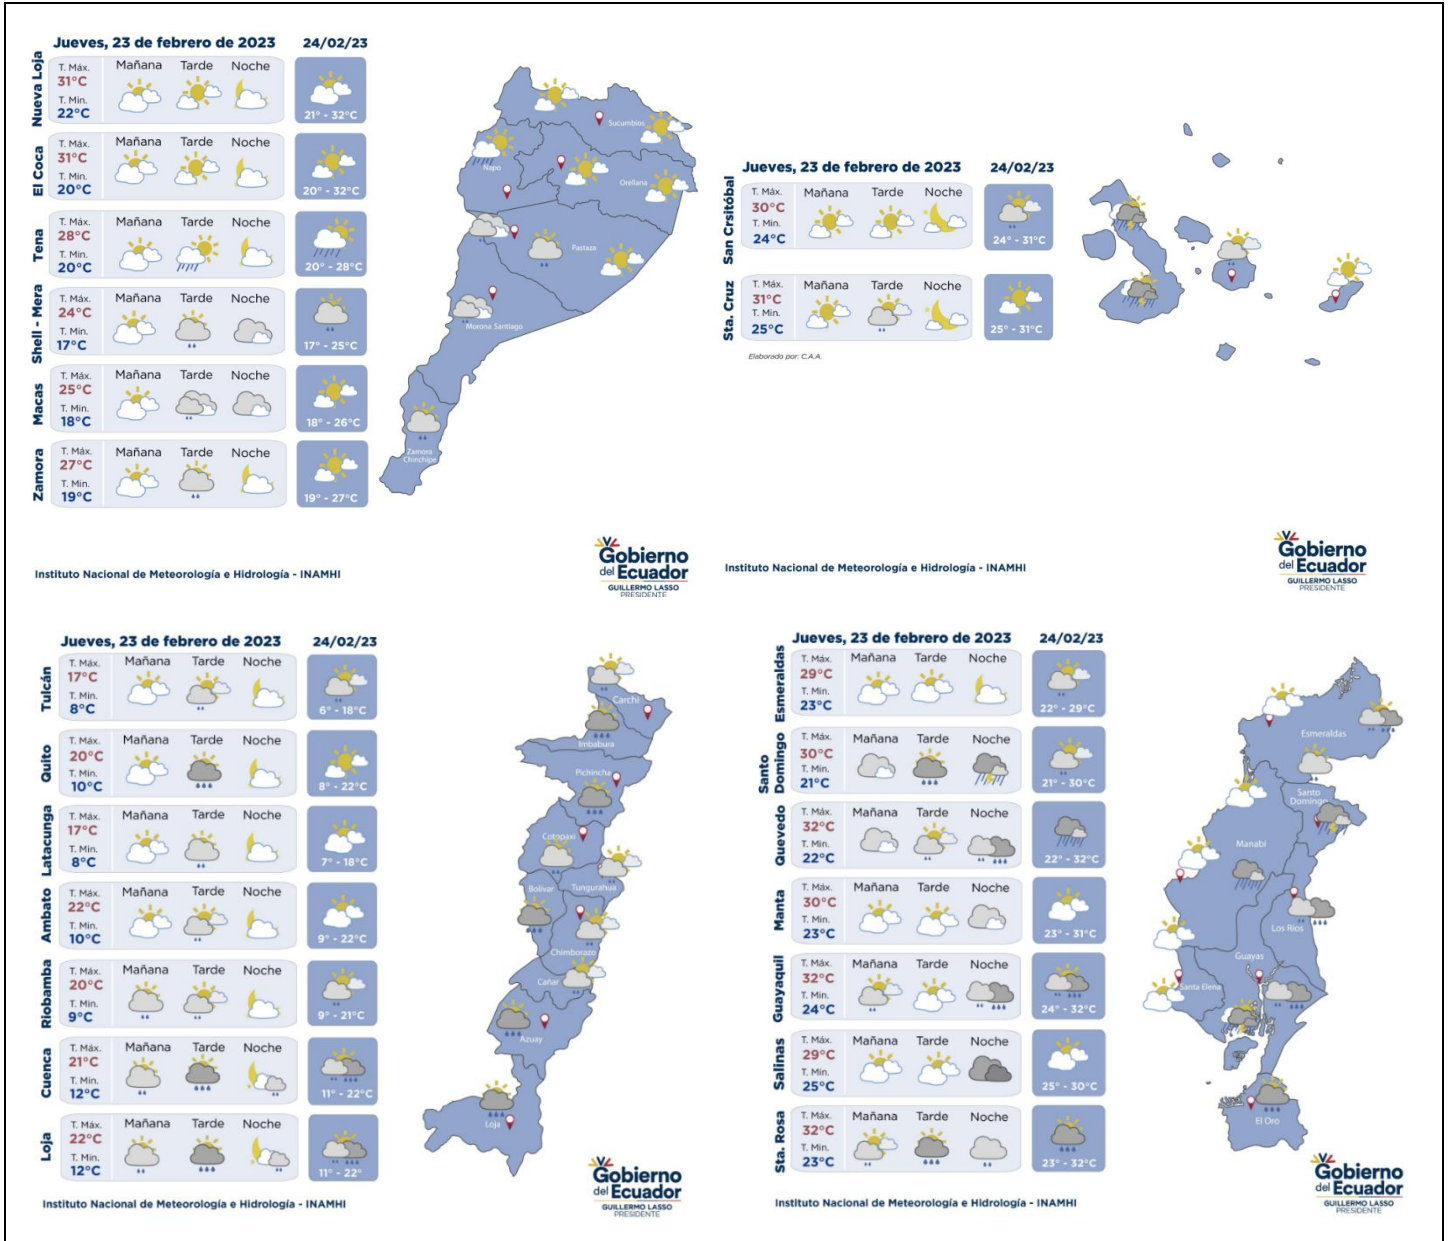 Jueves, 23 de febrero de 2023 24/02/23
Nueva Loja
T. Máx. Mañana Tarde Noche
31°C
T. Min.
22°C
21° - 32°C
El Coca
T. Máx. Mañana Tarde Noche
31°C
T. Min.
20°C
20° - 32°C
Tena
T. Máx. Mañana Tarde Noche
28°C
T. Min.
20°C
20° - 28°C
Shell - Mera
T. Máx. Mañana Tarde Noche
24°C
T. Min.
17°C
17° - 25°C
Macas
T. Máx. Mañana Tarde Noche
25°C
T. Min.
18°C
18° - 26°C
Zamora
T. Máx. Mañana Tarde Noche
27°C
T. Min.
19°C
19° - 27°C
Sucumbios
Napo
Orellana
Pastaza
Morona Santiago
Zamora
Chinchipe
Instituto Nacional de Meteorología e Hidrología - INAMHI
Gobierno
del Ecuador
GUILLERMO LASSO
PRESIDENTE
Jueves, 23 de febrero de 2023 24/02/23
San Crsitóbal
T. Máx. Mañana Tarde Noche
30°C
T. Min.
24°C
24° - 31°C
Sta. Cruz
T. Máx. Mañana Tarde Noche
31°C
T. Min.
25°C
25° - 31°C
Elaborado por: C.A.A.
Instituto Nacional de Meteorología e Hidrología - INAMHI
Gobierno
del Ecuador
GUILLERMO LASSO
PRESIDENTE
Jueves, 23 de febrero de 2023 24/02/23
Tulcán
T. Máx. Mañana Tarde Noche
17°C
T. Min.
8°C
6° - 18°C
Quito
T. Máx. Mañana Tarde Noche
20°C
T. Min.
10°C
8° - 22°C
Latacunga
T. Máx. Mañana Tarde Noche
17°C
T. Min.
8°C
7° - 18°C
Ambato
T. Máx. Mañana Tarde Noche
22°C
T. Min.
10°C
9° - 22°C
Riobamba
T. Máx. Mañana Tarde Noche
20°C
T. Min.
9°C
9° - 21°C
Cuenca
T. Máx. Mañana Tarde Noche
21°C
T. Min.
12°C
11° - 22°C
Loja
T. Máx. Mañana Tarde Noche
22°C
T. Min.
12°C
11° - 22°
Carchi
Imbabura
Pichincha
Cotopaxi
Bolívar Tungurahua
Chimborazo
Cañar
Azuay
Loja
Instituto Nacional de Meteorología e Hidrología - INAMHI
Gobierno
del Ecuador
GUILLERMO LASSO
PRESIDENTE
Jueves, 23 de febrero de 2023 24/02/23
Esmeraldas
T. Máx. Mañana Tarde Noche
29°C
T. Min.
23°C
22° - 29°C
Santo
Domingo
T. Máx. Mañana Tarde Noche
30°C
T. Min.
21°C
21° - 30°C
Quevedo
T. Máx. Mañana Tarde Noche
32°C
T. Min.
22°C
22° - 32°C
Manta
T. Máx. Mañana Tarde Noche
30°C
T. Min.
23°C
23° - 31°C
Guayaquil
T. Máx. Mañana Tarde Noche
32°C
T. Min.
24°C
24° - 32°C
Salinas
T. Máx. Mañana Tarde Noche
29°C
T. Min.
25°C
25° - 30°C
Sta. Rosa
T. Máx. Mañana Tarde Noche
32°C
T. Min.
23°C
23° - 32°C
Esmeraldas
Santo
Domingo
Manabí
Los Rios
Guayas
Santa Elena
El Oro
Instituto Nacional de Meteorología e Hidrología - INAMHI
Gobierno
del Ecuador
GUILLERMO LASSO
PRESIDENTE